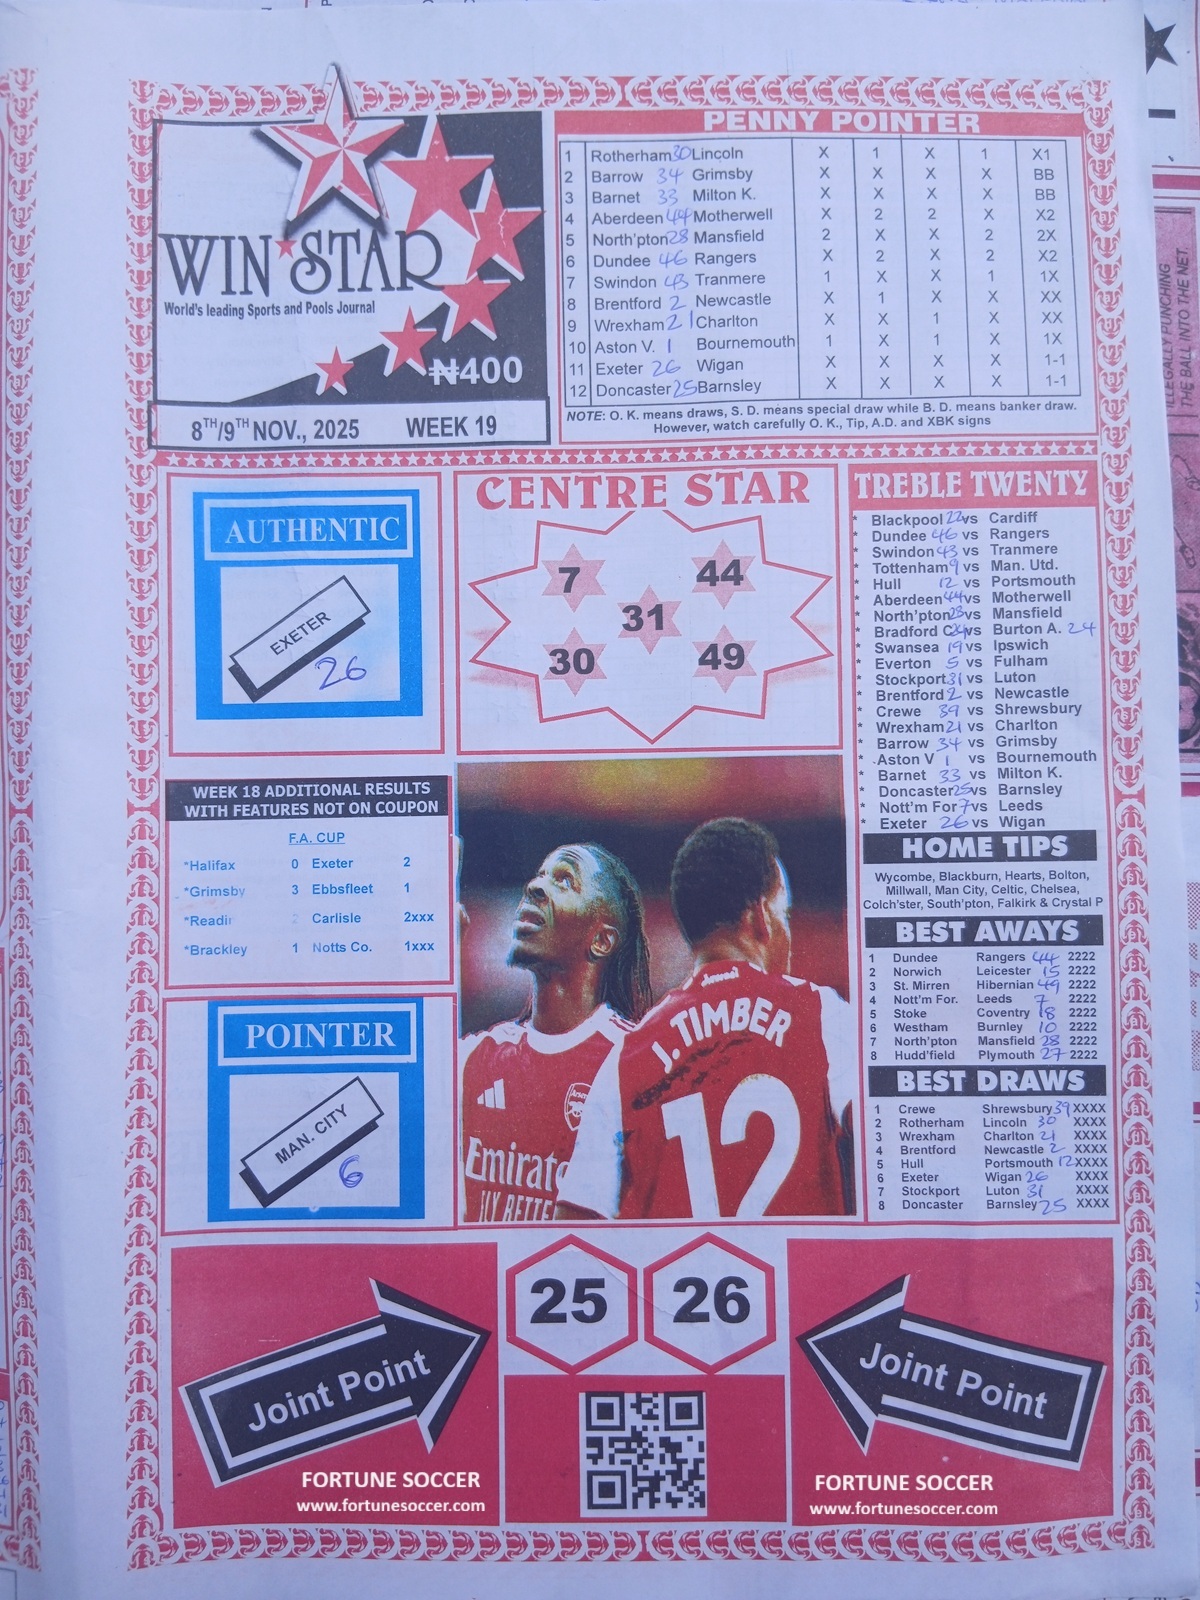 WIN STAR
World's leading Sports and Pools Journal
₦400
8TH/9TH NOV., 2025 WEEK 19
PENNY POINTER
1 Rotherham 30 Lincoln X 1 X 1 X1
2 Barrow 34 Grimsby X X X X BB
3 Barnet 33 Milton K. X X X X BB
4 Aberdeen 44 Motherwell X 2 2 X X2
5 North'pton 28 Mansfield 2 X X 2 2X
6 Dundee 46 Rangers X 2 X 2 X2
7 Swindon 43 Tranmere 1 X X 1 1X
8 Brentford 2 Newcastle X 1 X X XX
9 Wrexham 21 Charlton X X 1 X XX
10 Aston V. 1 Bournemouth 1 X 1 X 1X
11 Exeter 26 Wigan X X X X 1-1
12 Doncaster 25 Barnsley X X X X 1-1
NOTE: O. K. means draws, S. D. means special draw while B. D. means banker draw.
However, watch carefully O. K., Tip, A.D. and XBK signs
AUTHENTIC
EXETER
26
CENTRE STAR
7 44
31
30 49
TREBLE TWENTY
* Blackpool 22 vs Cardiff
* Dundee 46 vs Rangers
* Swindon 43 vs Tranmere
* Tottenham 9 vs Man. Utd.
* Hull 12 vs Portsmouth
* Aberdeen 44 vs Motherwell
* North'pton 28 vs Mansfield
* Bradford C 24 vs Burton A. 24
* Swansea 19 vs Ipswich
* Everton 5 vs Fulham
* Stockport 31 vs Luton
* Brentford 2 vs Newcastle
* Crewe 39 vs Shrewsbury
* Wrexham 21 vs Charlton
* Barrow 34 vs Grimsby
* Aston V 1 vs Bournemouth
* Barnet 33 vs Milton K.
* Doncaster 25 vs Barnsley
* Nott'm For 7 vs Leeds
* Exeter 26 vs Wigan
HOME TIPS
Wycombe, Blackburn, Hearts, Bolton,
Millwall, Man City, Celtic, Chelsea,
Colch'ster, South'pton, Falkirk & Crystal P
BEST AWAYS
1 Dundee Rangers 44 2222
2 Norwich Leicester 15 2222
3 St. Mirren Hibernian 49 2222
4 Nott'm For. Leeds 7 2222
5 Stoke Coventry 18 2222
6 Westham Burnley 10 2222
7 North'pton Mansfield 28 2222
8 Hudd'field Plymouth 27 2222
BEST DRAWS
1 Crewe Shrewsbury 39 XXXX
2 Rotherham Lincoln 30 XXXX
3 Wrexham Charlton 21 XXXX
4 Brentford Newcastle 2 XXXX
5 Hull Portsmouth 12 XXXX
6 Exeter Wigan 26 XXXX
7 Stockport Luton 31 XXXX
8 Doncaster Barnsley 25 XXXX
WEEK 18 ADDITIONAL RESULTS
WITH FEATURES NOT ON COUPON
F.A. CUP
*Halifax 0 Exeter 2
*Grimsby 3 Ebbsfleet 1
*Readi 2 Carlisle 2xxx
*Brackley 1 Notts Co. 1xxx
POINTER
MAN. CITY
6
J. TIMBER
12
Arsenal
Emirate
FLY BETTE
25 26
Joint Point
Joint Point
FORTUNE SOCCER
www.fortunesoccer.com
FORTUNE SOCCER
www.fortunesoccer.com
ILLEGALLY PUNCHING
THE BALL INTO THE NET.